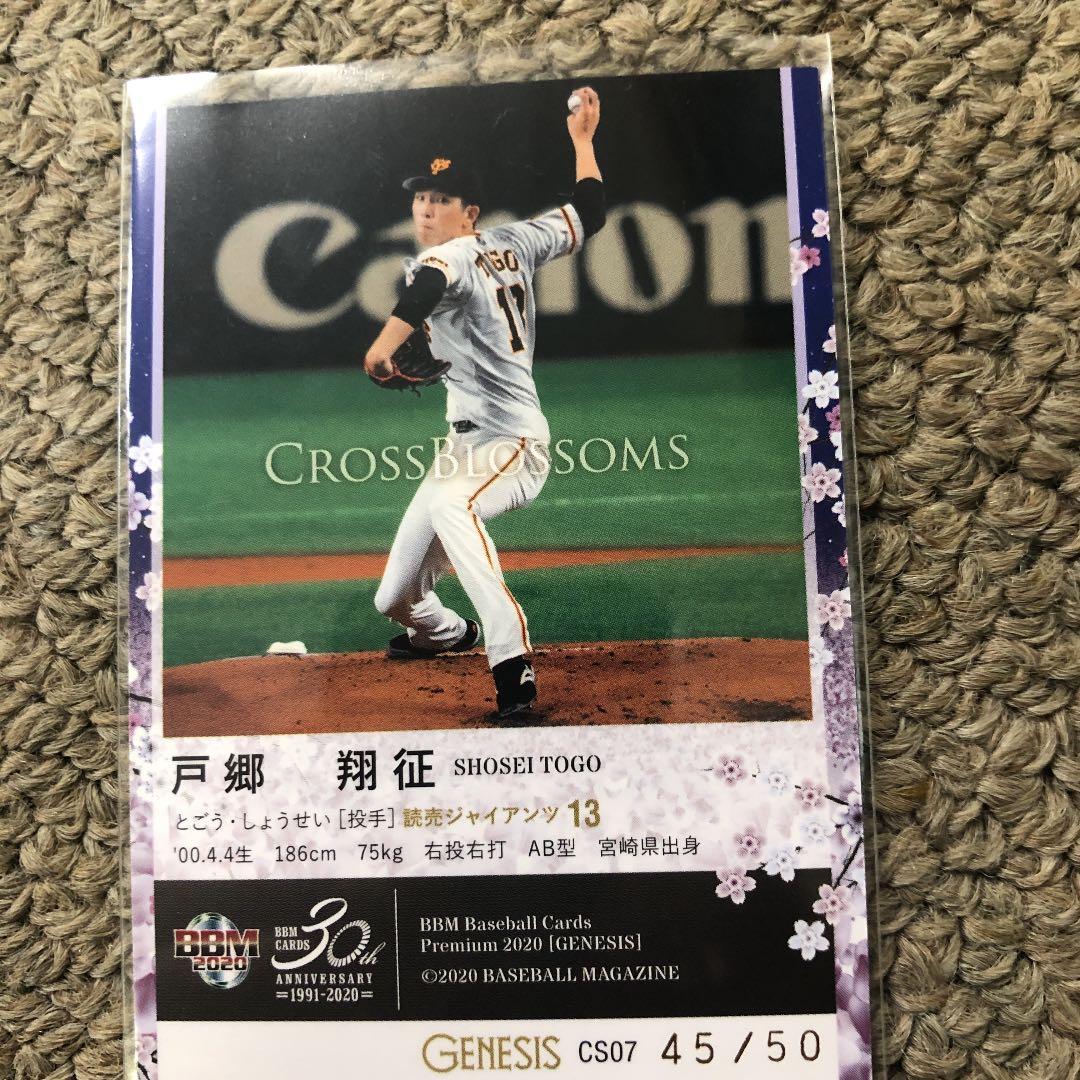 Canon
TOGO
13
CROSSBLOSSOMS
戸郷 翔征 SHOSEI TOGO
とごう・しょうせい [投手] 読売ジャイアンツ 13
'00.4.4生 186cm 75kg 右投右打 AB型 宮崎県出身
BBM
2020
BBM
CARDS 30th
ANNIVERSARY
=1991-2020=
BBM Baseball Cards
Premium 2020 [GENESIS]
©2020 BASEBALL MAGAZINE
GENESIS CS07 45/50